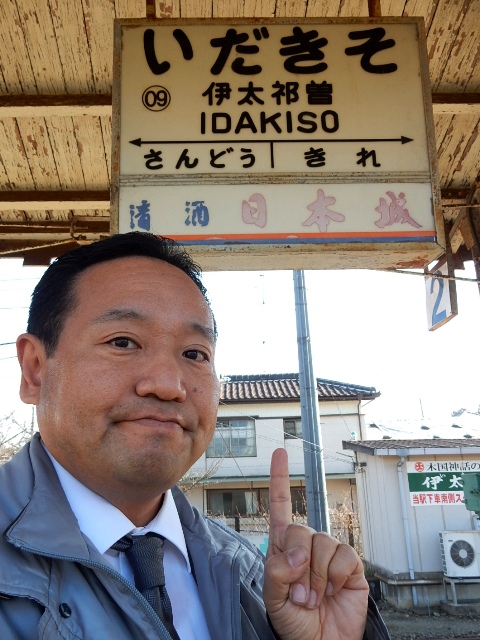 いだきそ
09
伊太祁曽
IDAKISO
さんどう きれ
清酒 日本城
2
木国神話の
伊太
当駅下車南側ス